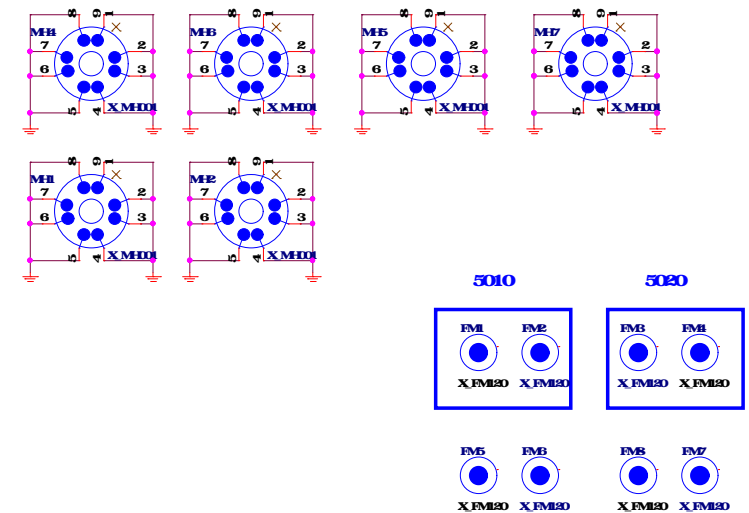 MH4 MH3 MH5 MH7
8 9 1 8 9 1 8 9 1 8 9 1
7 2 7 2 7 2 7 2
6 3 6 3 6 3 6 3
5 4 5 4 5 4 5 4
X_MH001 X_MH001 X_MH001 X_MH001
MH1 MH2
8 9 1 8 9 1
7 2 7 2
6 3 6 3
5 4 5 4
X_MH001 X_MH001
5010 5020
FM1 FM2 FM3 FM4
X_FM120 X_FM120 X_FM120 X_FM120
FM5 FM6 FM8 FM7
X_FM120 X_FM120 X_FM120 X_FM120